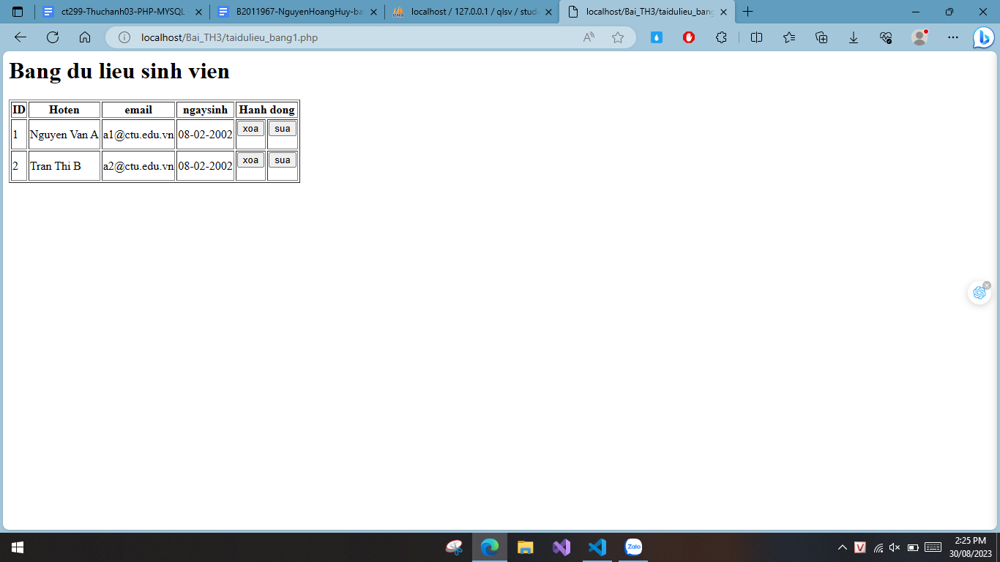 ct299-Thuchanh03-PHP-MYSQL
B2011967-NguyenHoangHuy-ba
localhost / 127.0.0.1 / qlsv / stud
localhost/Bai_TH3/taidulieu_bang
localhost/Bai_TH3/taidulieu_bang1.php
Bang du lieu sinh vien
ID Hoten email ngaysinh Hanh dong
1 Nguyen Van A a1@ctu.edu.vn 08-02-2002 xoa sua
2 Tran Thi B a2@ctu.edu.vn 08-02-2002 xoa sua
Zalo
V
2:25 PM
30/08/2023